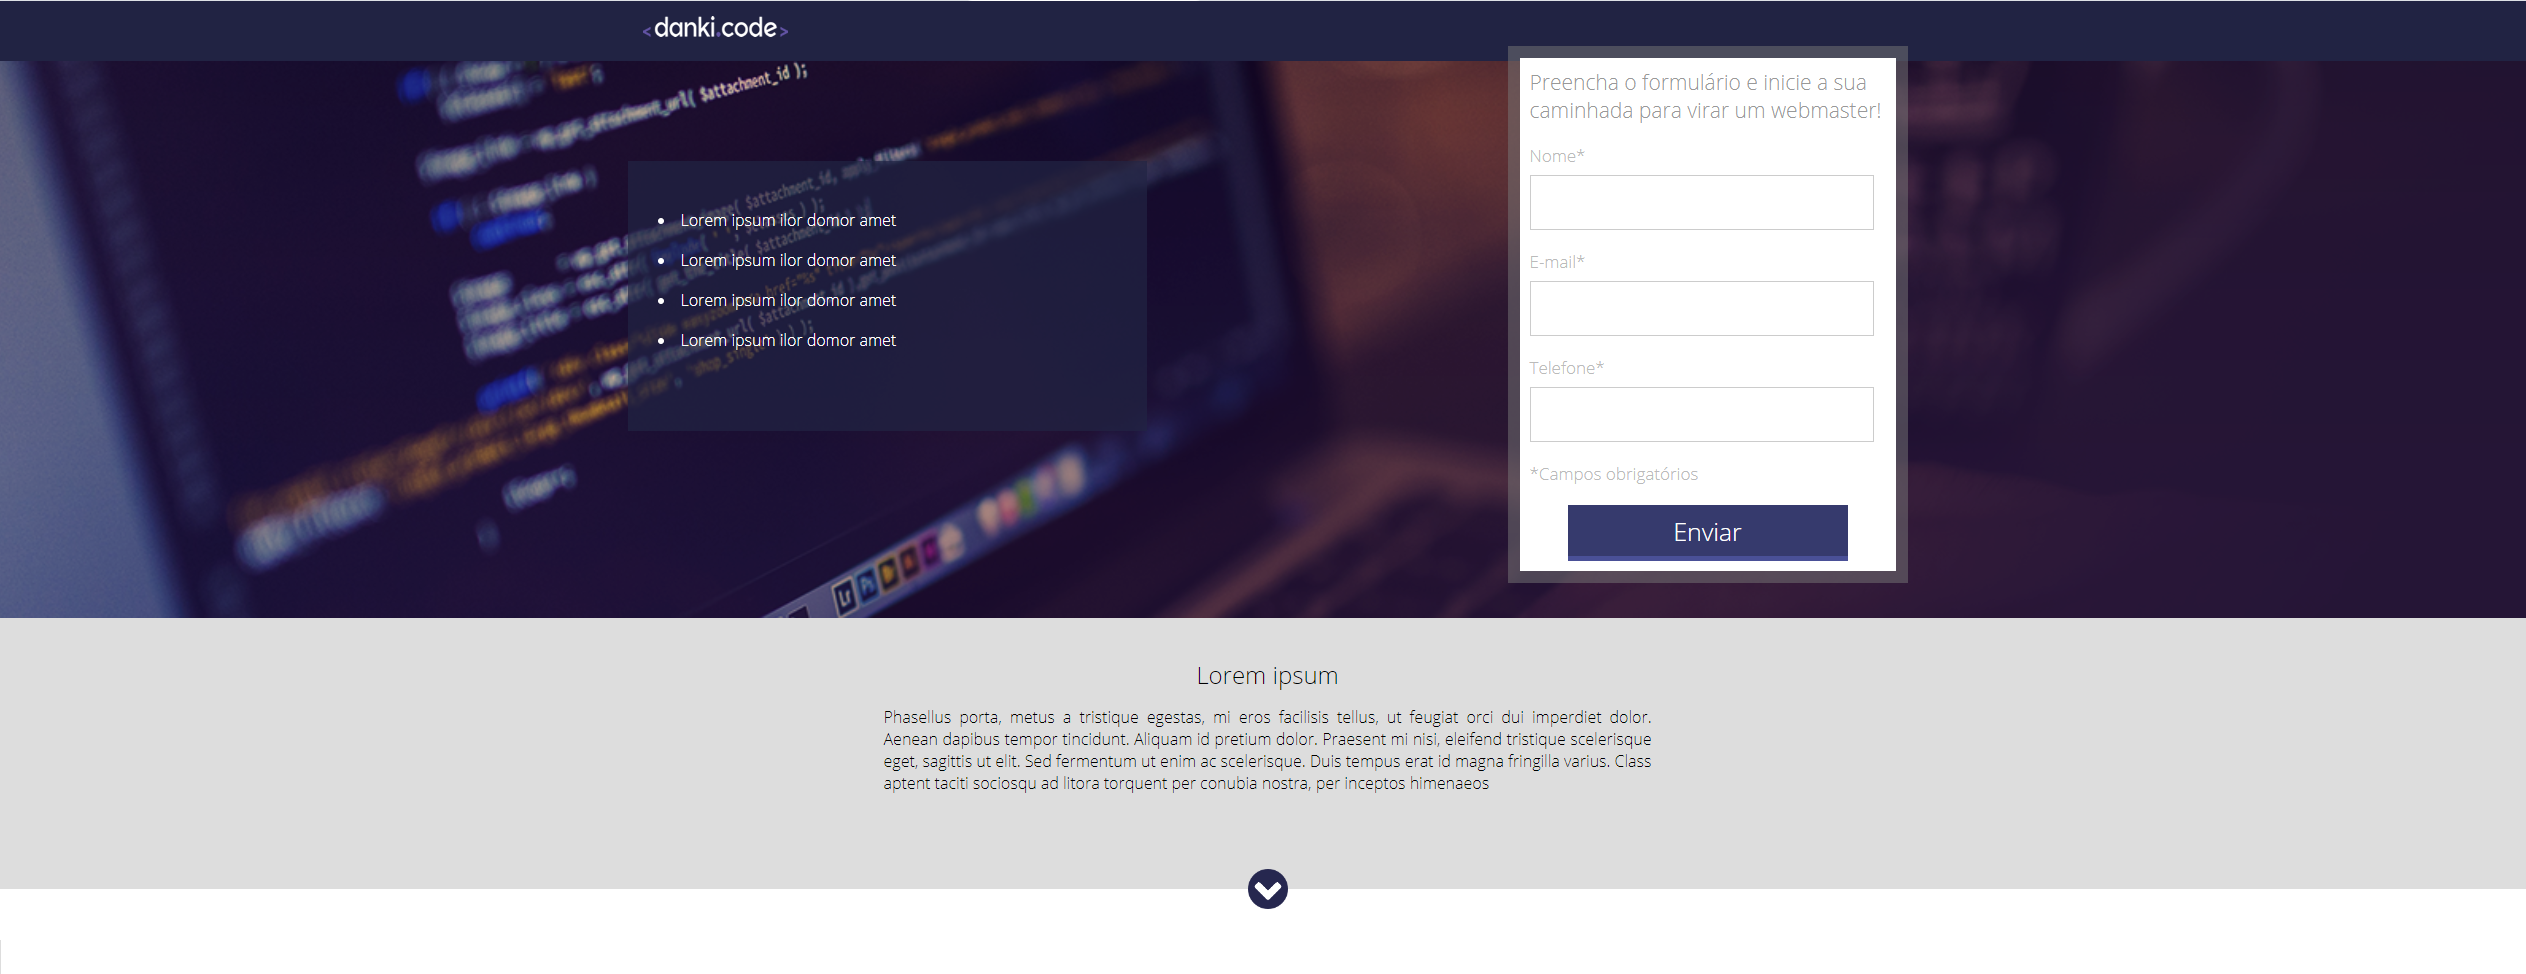 <danki.code>
$attachment_id );
_attachment_url( $attachment_id );
Lorem ipsum ilor domor amet
Lorem ipsum ilor domor amet
Lorem ipsum ilor domor amet
Lorem ipsum ilor domor amet
Lr
Ps
Preencha o formulário e inicie a sua
caminhada para virar um webmaster!
Nome*
E-mail*
Telefone*
*Campos obrigatórios
Enviar
Lorem ipsum
Phasellus porta, metus a tristique egestas, mi eros facilisis tellus, ut feugiat orci dui imperdiet dolor.
Aenean dapibus tempor tincidunt. Aliquam id pretium dolor. Praesent mi nisi, eleifend tristique scelerisque
eget, sagittis ut elit. Sed fermentum ut enim ac scelerisque. Duis tempus erat id magna fringilla varius. Class
aptent taciti sociosqu ad litora torquent per conubia nostra, per inceptos himenaeos